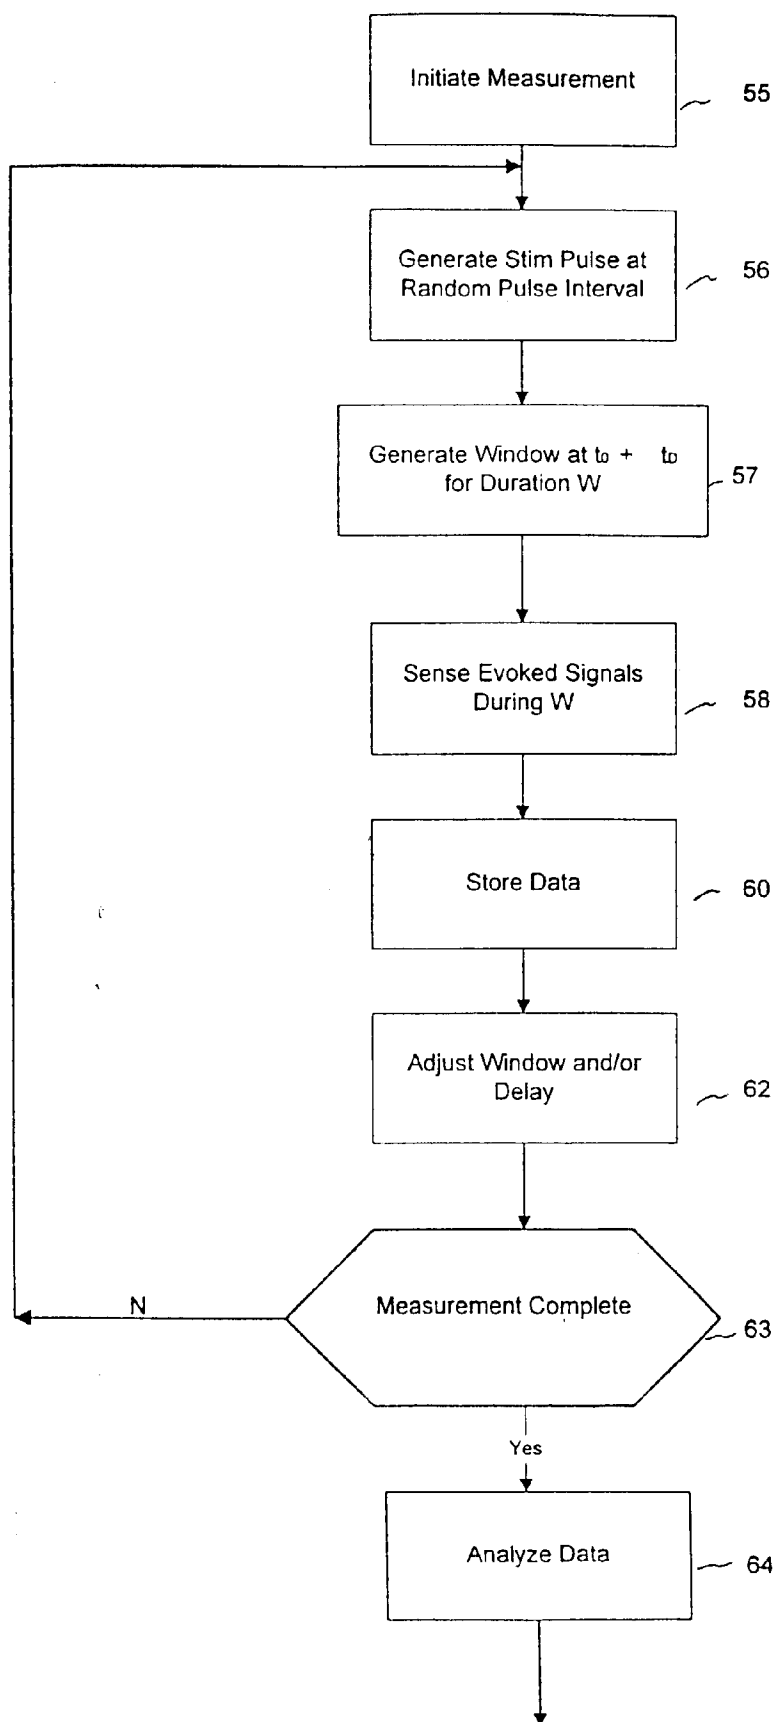 Initiate Measurement
55
Generate Stim Pulse at
Random Pulse Interval
56
Generate Window at t0 + tD
for Duration W
57
Sense Evoked Signals
During W
58
Store Data
60
Adjust Window and/or
Delay
62
Measurement Complete
63
N
Yes
Analyze Data
64